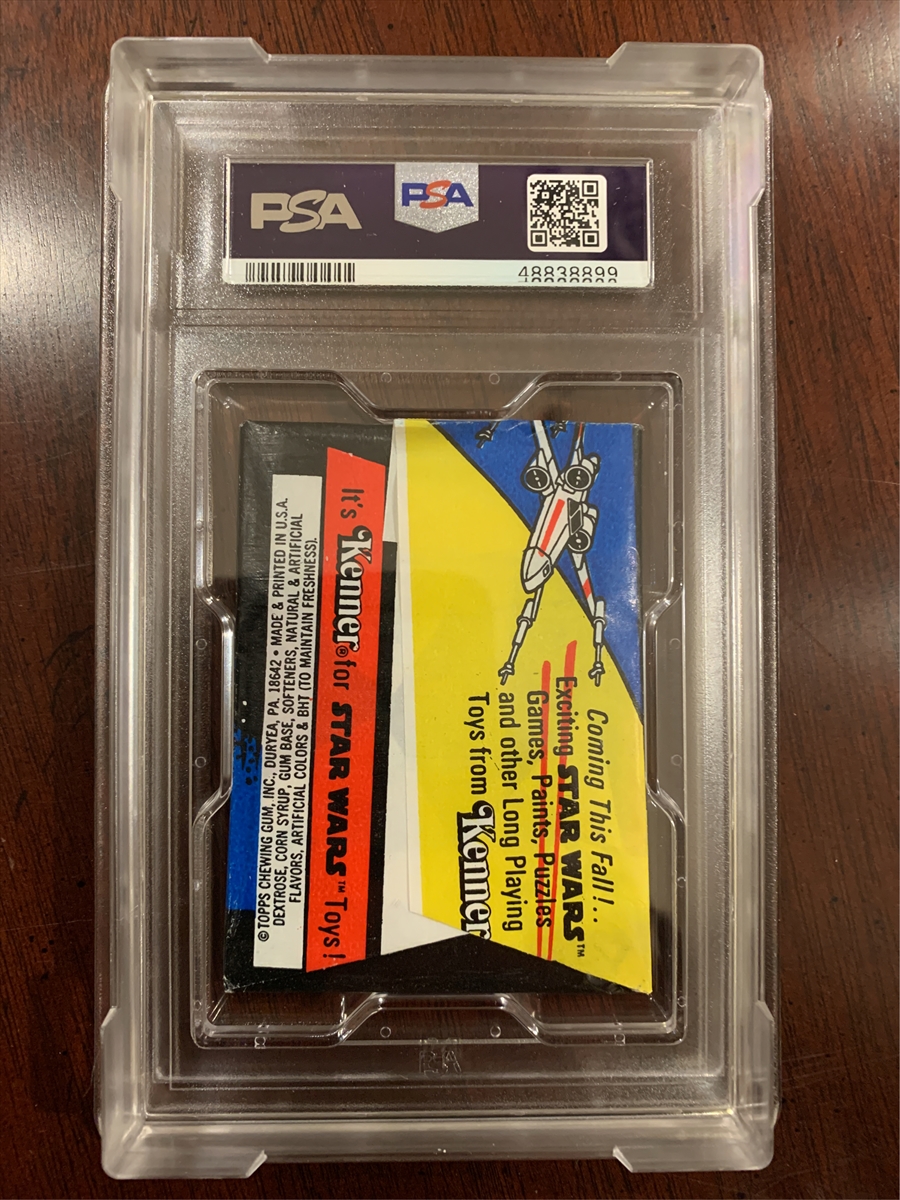 PSA
PSA
48838899
©TOPPS CHEWING GUM, INC., DURYEA, PA. 18642 • MADE & PRINTED IN U.S.A.
DEXTROSE, CORN SYRUP, GUM BASE, SOFTENERS, NATURAL & ARTIFICIAL
FLAVORS, ARTIFICIAL COLORS & BHT (TO MAINTAIN FRESHNESS).
It's Kenner® for STAR WARS™ Toys!
Coming This Fall!...
Exciting STAR WARS™
Games, Paints, Puzzles
and other Long Playing
Toys from Kenner
PSA